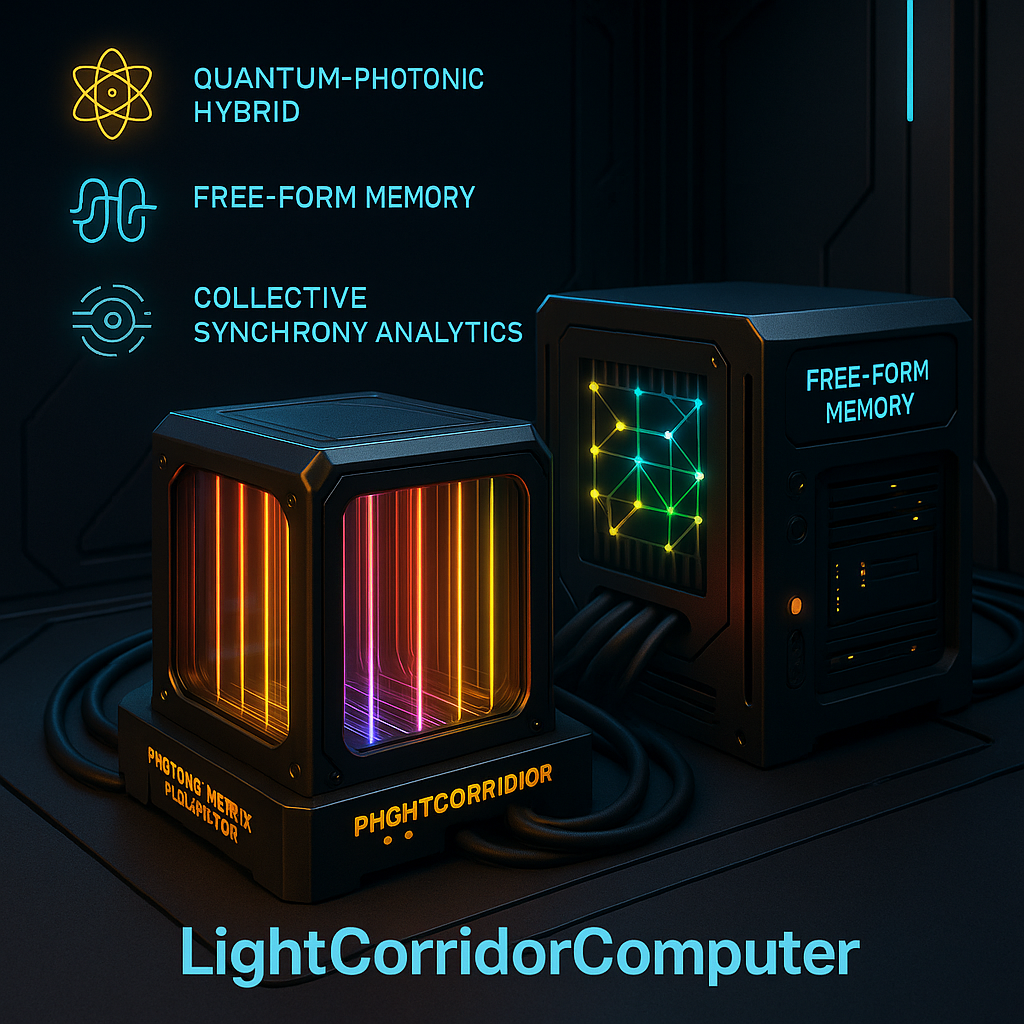 QUANTUM-PHOTONIC
HYBRID
FREE-FORM MEMORY
COLLECTIVE
SYNCHRONY ANALYTICS
FREE-FORM
MEMORY
PHGHTCORRIDIOR
LightCorridorComputer